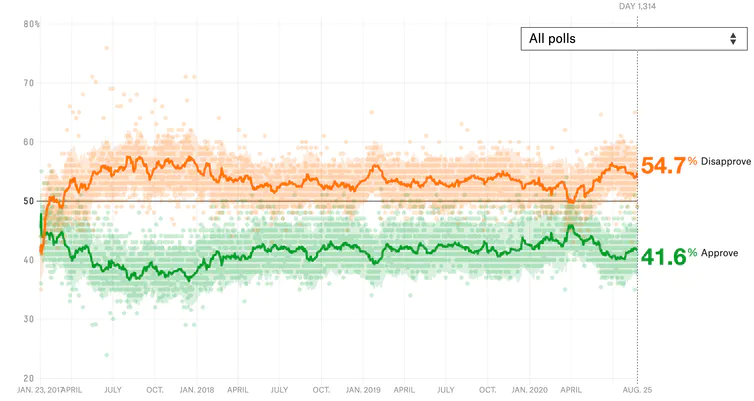 DAY 1,314
80%
All polls
70
60
54.7% Disapprove
50
41.6% Approve
40
30
20
JAN. 23, 2017 APRIL JULY OCT. JAN. 2018 APRIL JULY OCT. JAN. 2019 APRIL JULY OCT. JAN. 2020 APRIL AUG. 25